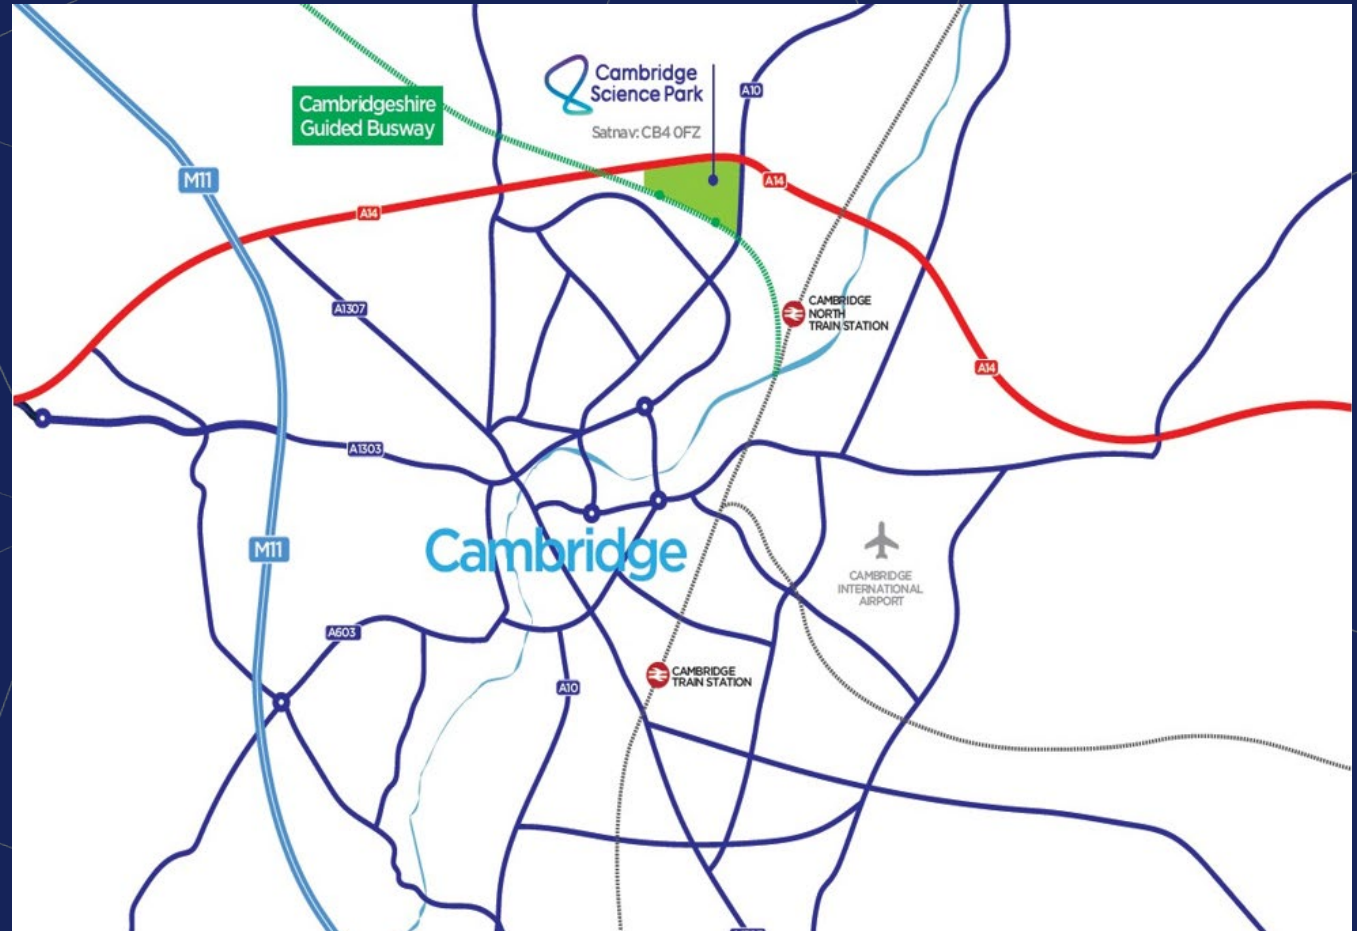 Cambridge
Science Park
Satnav: CB4 0FZ
Cambridgeshire
Guided Busway
A10
M11
A14
A14
A1307
CAMBRIDGE
NORTH
TRAIN STATION
A14
A1303
M11
Cambridge
CAMBRIDGE
INTERNATIONAL
AIRPORT
A603
CAMBRIDGE
TRAIN STATION
A10